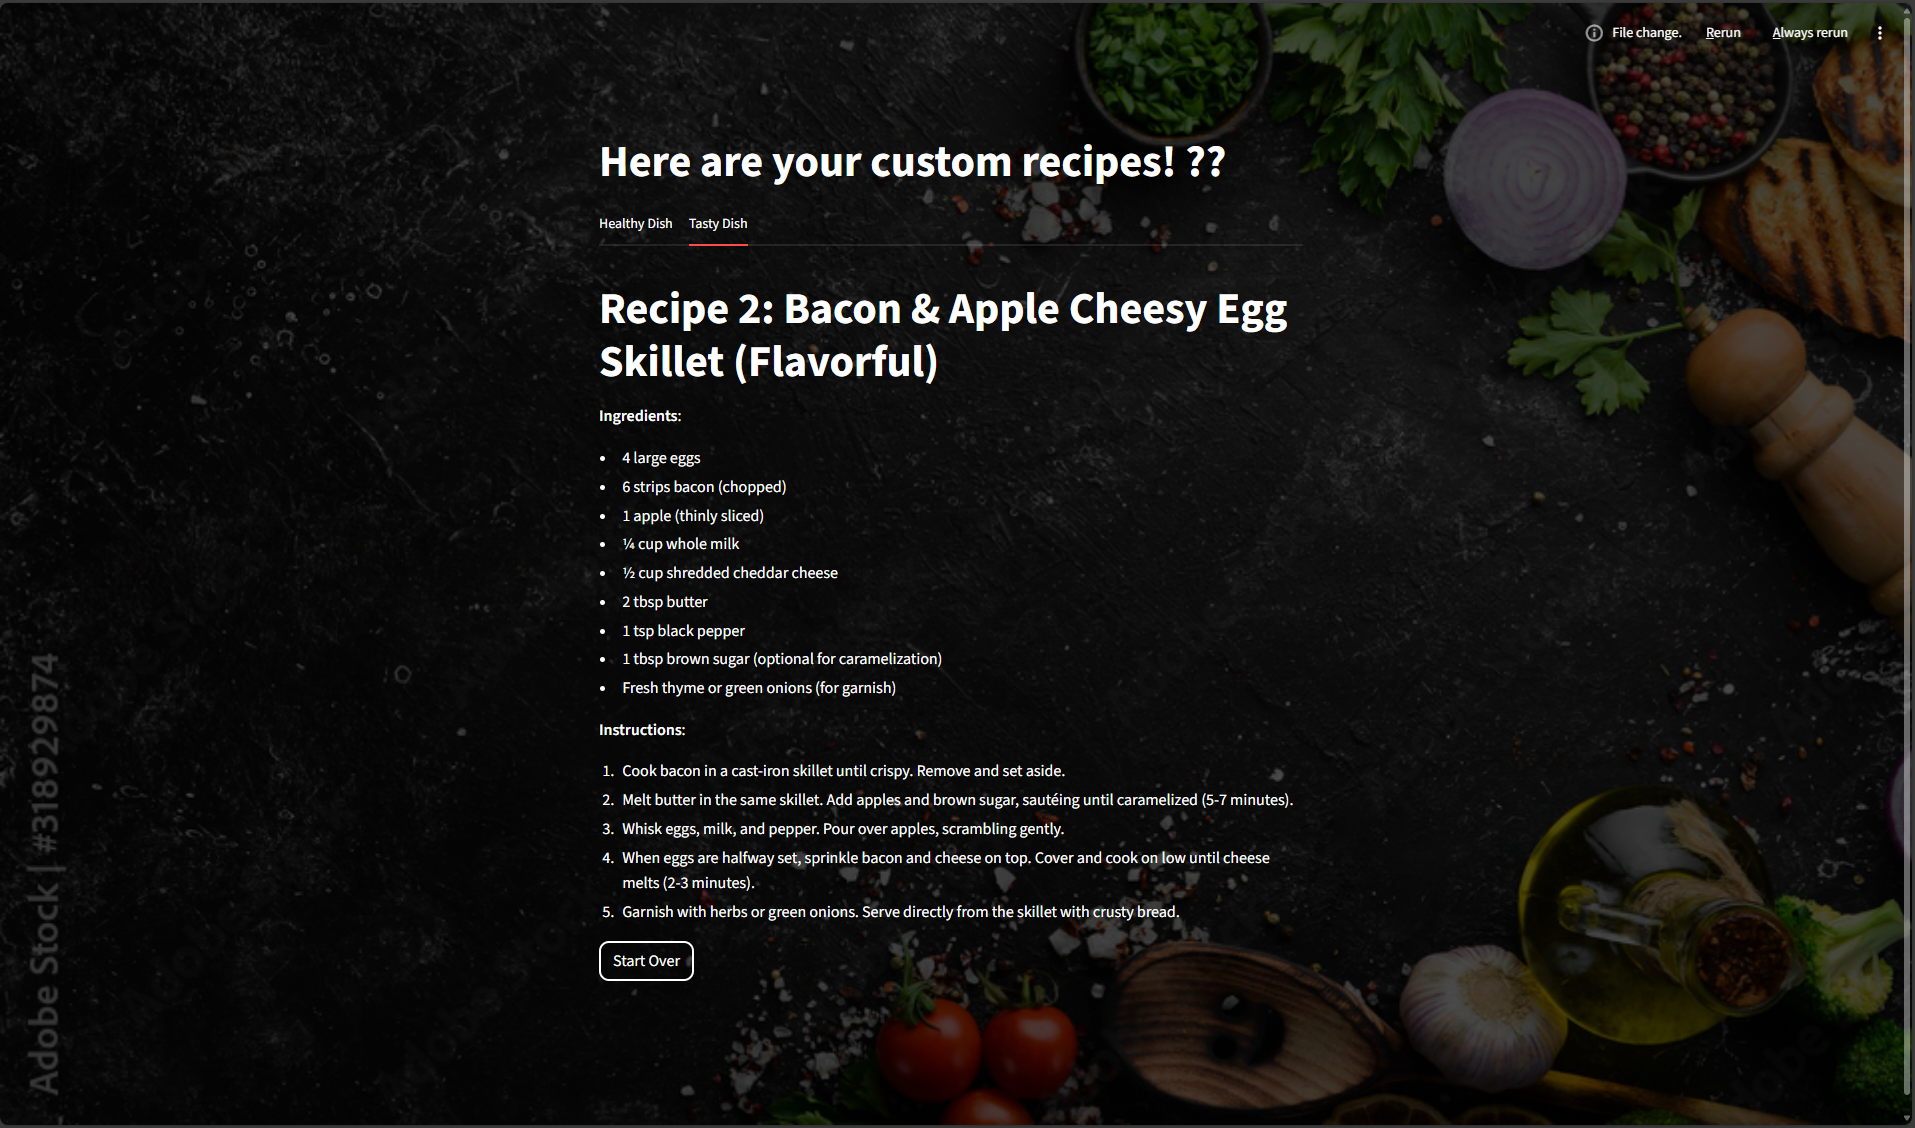 File change. Rerun Always rerun
Here are your custom recipes! ??
Healthy Dish Tasty Dish
Recipe 2: Bacon & Apple Cheesy Egg
Skillet (Flavorful)
Ingredients:
• 4 large eggs
• 6 strips bacon (chopped)
• 1 apple (thinly sliced)
• ¼ cup whole milk
• ½ cup shredded cheddar cheese
• 2 tbsp butter
• 1 tsp black pepper
• 1 tbsp brown sugar (optional for caramelization)
• Fresh thyme or green onions (for garnish)
Instructions:
1. Cook bacon in a cast-iron skillet until crispy. Remove and set aside.
2. Melt butter in the same skillet. Add apples and brown sugar, sautéing until caramelized (5-7 minutes).
3. Whisk eggs, milk, and pepper. Pour over apples, scrambling gently.
4. When eggs are halfway set, sprinkle bacon and cheese on top. Cover and cook on low until cheese
melts (2-3 minutes).
5. Garnish with herbs or green onions. Serve directly from the skillet with crusty bread.
Start Over
Adobe Stock | #318929874